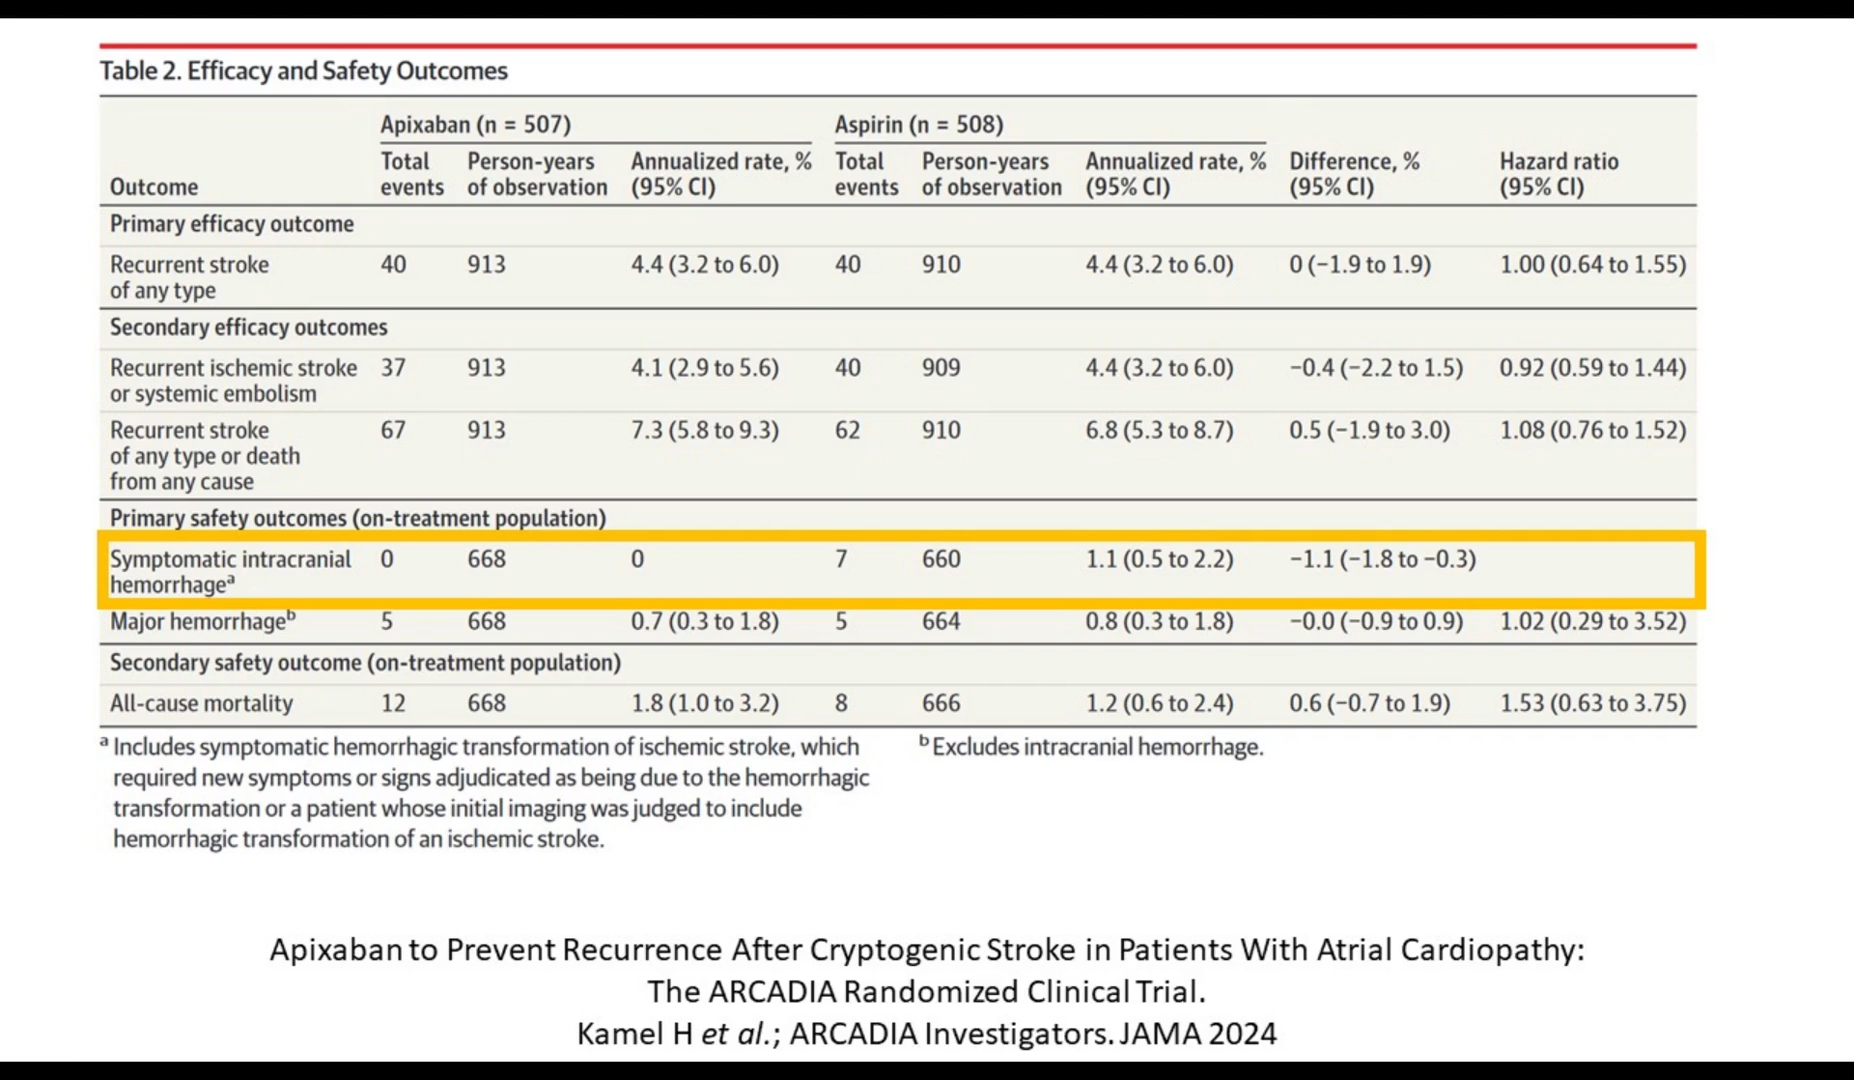 Table 2. Efficacy and Safety Outcomes
Apixaban (n = 507) Aspirin (n = 508)
Outcome Total events Person-years of observation Annualized rate, % (95% CI) Total events Person-years of observation Annualized rate, % (95% CI) Difference, % (95% CI) Hazard ratio (95% CI)
Primary efficacy outcome
Recurrent stroke of any type 40 913 4.4 (3.2 to 6.0) 40 910 4.4 (3.2 to 6.0) 0 (−1.9 to 1.9) 1.00 (0.64 to 1.55)
Secondary efficacy outcomes
Recurrent ischemic stroke or systemic embolism 37 913 4.1 (2.9 to 5.6) 40 909 4.4 (3.2 to 6.0) −0.4 (−2.2 to 1.5) 0.92 (0.59 to 1.44)
Recurrent stroke of any type or death from any cause 67 913 7.3 (5.8 to 9.3) 62 910 6.8 (5.3 to 8.7) 0.5 (−1.9 to 3.0) 1.08 (0.76 to 1.52)
Primary safety outcomes (on-treatment population)
Symptomatic intracranial hemorrhageᵃ 0 668 0 7 660 1.1 (0.5 to 2.2) −1.1 (−1.8 to −0.3)
Major hemorrhageᵇ 5 668 0.7 (0.3 to 1.8) 5 664 0.8 (0.3 to 1.8) −0.0 (−0.9 to 0.9) 1.02 (0.29 to 3.52)
Secondary safety outcome (on-treatment population)
All-cause mortality 12 668 1.8 (1.0 to 3.2) 8 666 1.2 (0.6 to 2.4) 0.6 (−0.7 to 1.9) 1.53 (0.63 to 3.75)
ᵃ Includes symptomatic hemorrhagic transformation of ischemic stroke, which
required new symptoms or signs adjudicated as being due to the hemorrhagic
transformation or a patient whose initial imaging was judged to include
hemorrhagic transformation of an ischemic stroke.
ᵇ Excludes intracranial hemorrhage.
Apixaban to Prevent Recurrence After Cryptogenic Stroke in Patients With Atrial Cardiopathy:
The ARCADIA Randomized Clinical Trial.
Kamel H et al.; ARCADIA Investigators. JAMA 2024